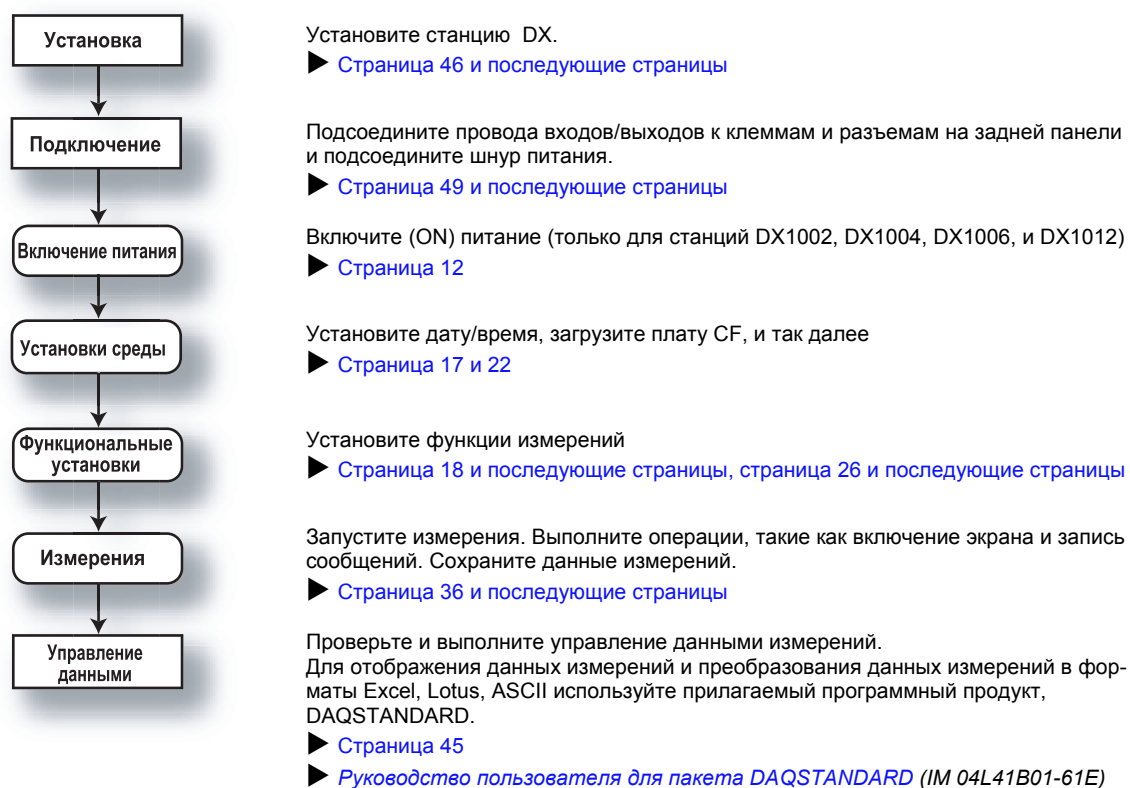 Установка
Установите станцию DX.
▶ Страница 46 и последующие страницы
Подключение
Подсоедините провода входов/выходов к клеммам и разъемам на задней панели
и подсоедините шнур питания.
▶ Страница 49 и последующие страницы
Включение питания
Включите (ON) питание (только для станций DX1002, DX1004, DX1006, и DX1012)
▶ Страница 12
Установки среды
Установите дату/время, загрузите плату CF, и так далее
▶ Страница 17 и 22
Функциональные
установки
Установите функции измерений
▶ Страница 18 и последующие страницы, страница 26 и последующие страницы
Измерения
Запустите измерения. Выполните операции, такие как включение экрана и запись
сообщений. Сохраните данные измерений.
▶ Страница 36 и последующие страницы
Управление
данными
Проверьте и выполните управление данными измерений.
Для отображения данных измерений и преобразования данных измерений в фор-
маты Excel, Lotus, ASCII используйте прилагаемый программный продукт,
DAQSTANDARD.
▶ Страница 45
▶ Руководство пользователя для пакета DAQSTANDARD (IM 04L41B01-61E)